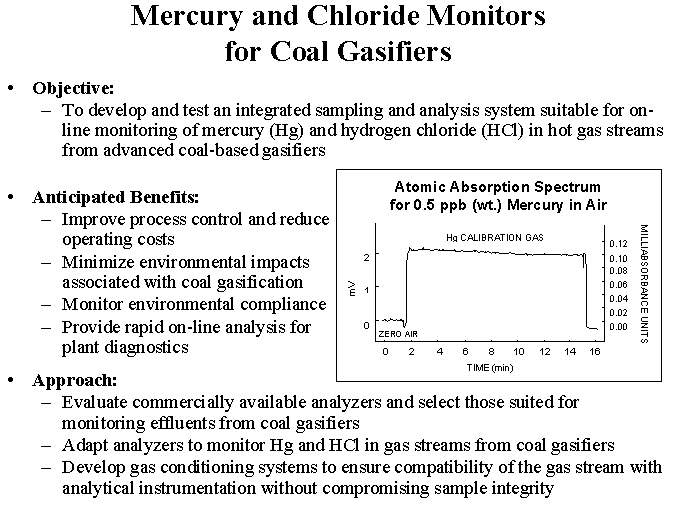 Mercury and Chloride Monitors
for Coal Gasifiers
• Objective:
– To develop and test an integrated sampling and analysis system suitable for on-
line monitoring of mercury (Hg) and hydrogen chloride (HCl) in hot gas streams
from advanced coal-based gasifiers
• Anticipated Benefits:
– Improve process control and reduce
operating costs
– Minimize environmental impacts
associated with coal gasification
– Monitor environmental compliance
– Provide rapid on-line analysis for
plant diagnostics
Atomic Absorption Spectrum
for 0.5 ppb (wt.) Mercury in Air
Hg CALIBRATION GAS
mV
2
1
0
ZERO AIR
0.12
0.10
0.08
0.06
0.04
0.02
0.00
MILLIABSORBANCE UNITS
0 2 4 6 8 10 12 14 16
TIME (min)
• Approach:
– Evaluate commercially available analyzers and select those suited for
monitoring effluents from coal gasifiers
– Adapt analyzers to monitor Hg and HCl in gas streams from coal gasifiers
– Develop gas conditioning systems to ensure compatibility of the gas stream with
analytical instrumentation without compromising sample integrity